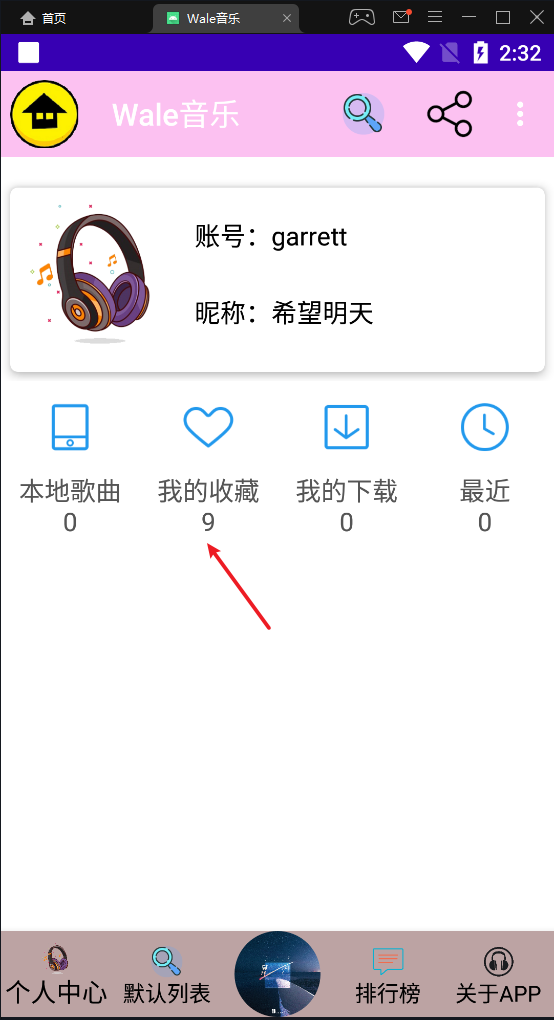 首页
Wale音乐
2:32
Wale音乐
账号：garrett
昵称：希望明天
本地歌曲 我的收藏 我的下载 最近
0 9 0 0
个人中心 默认列表 排行榜 关于APP